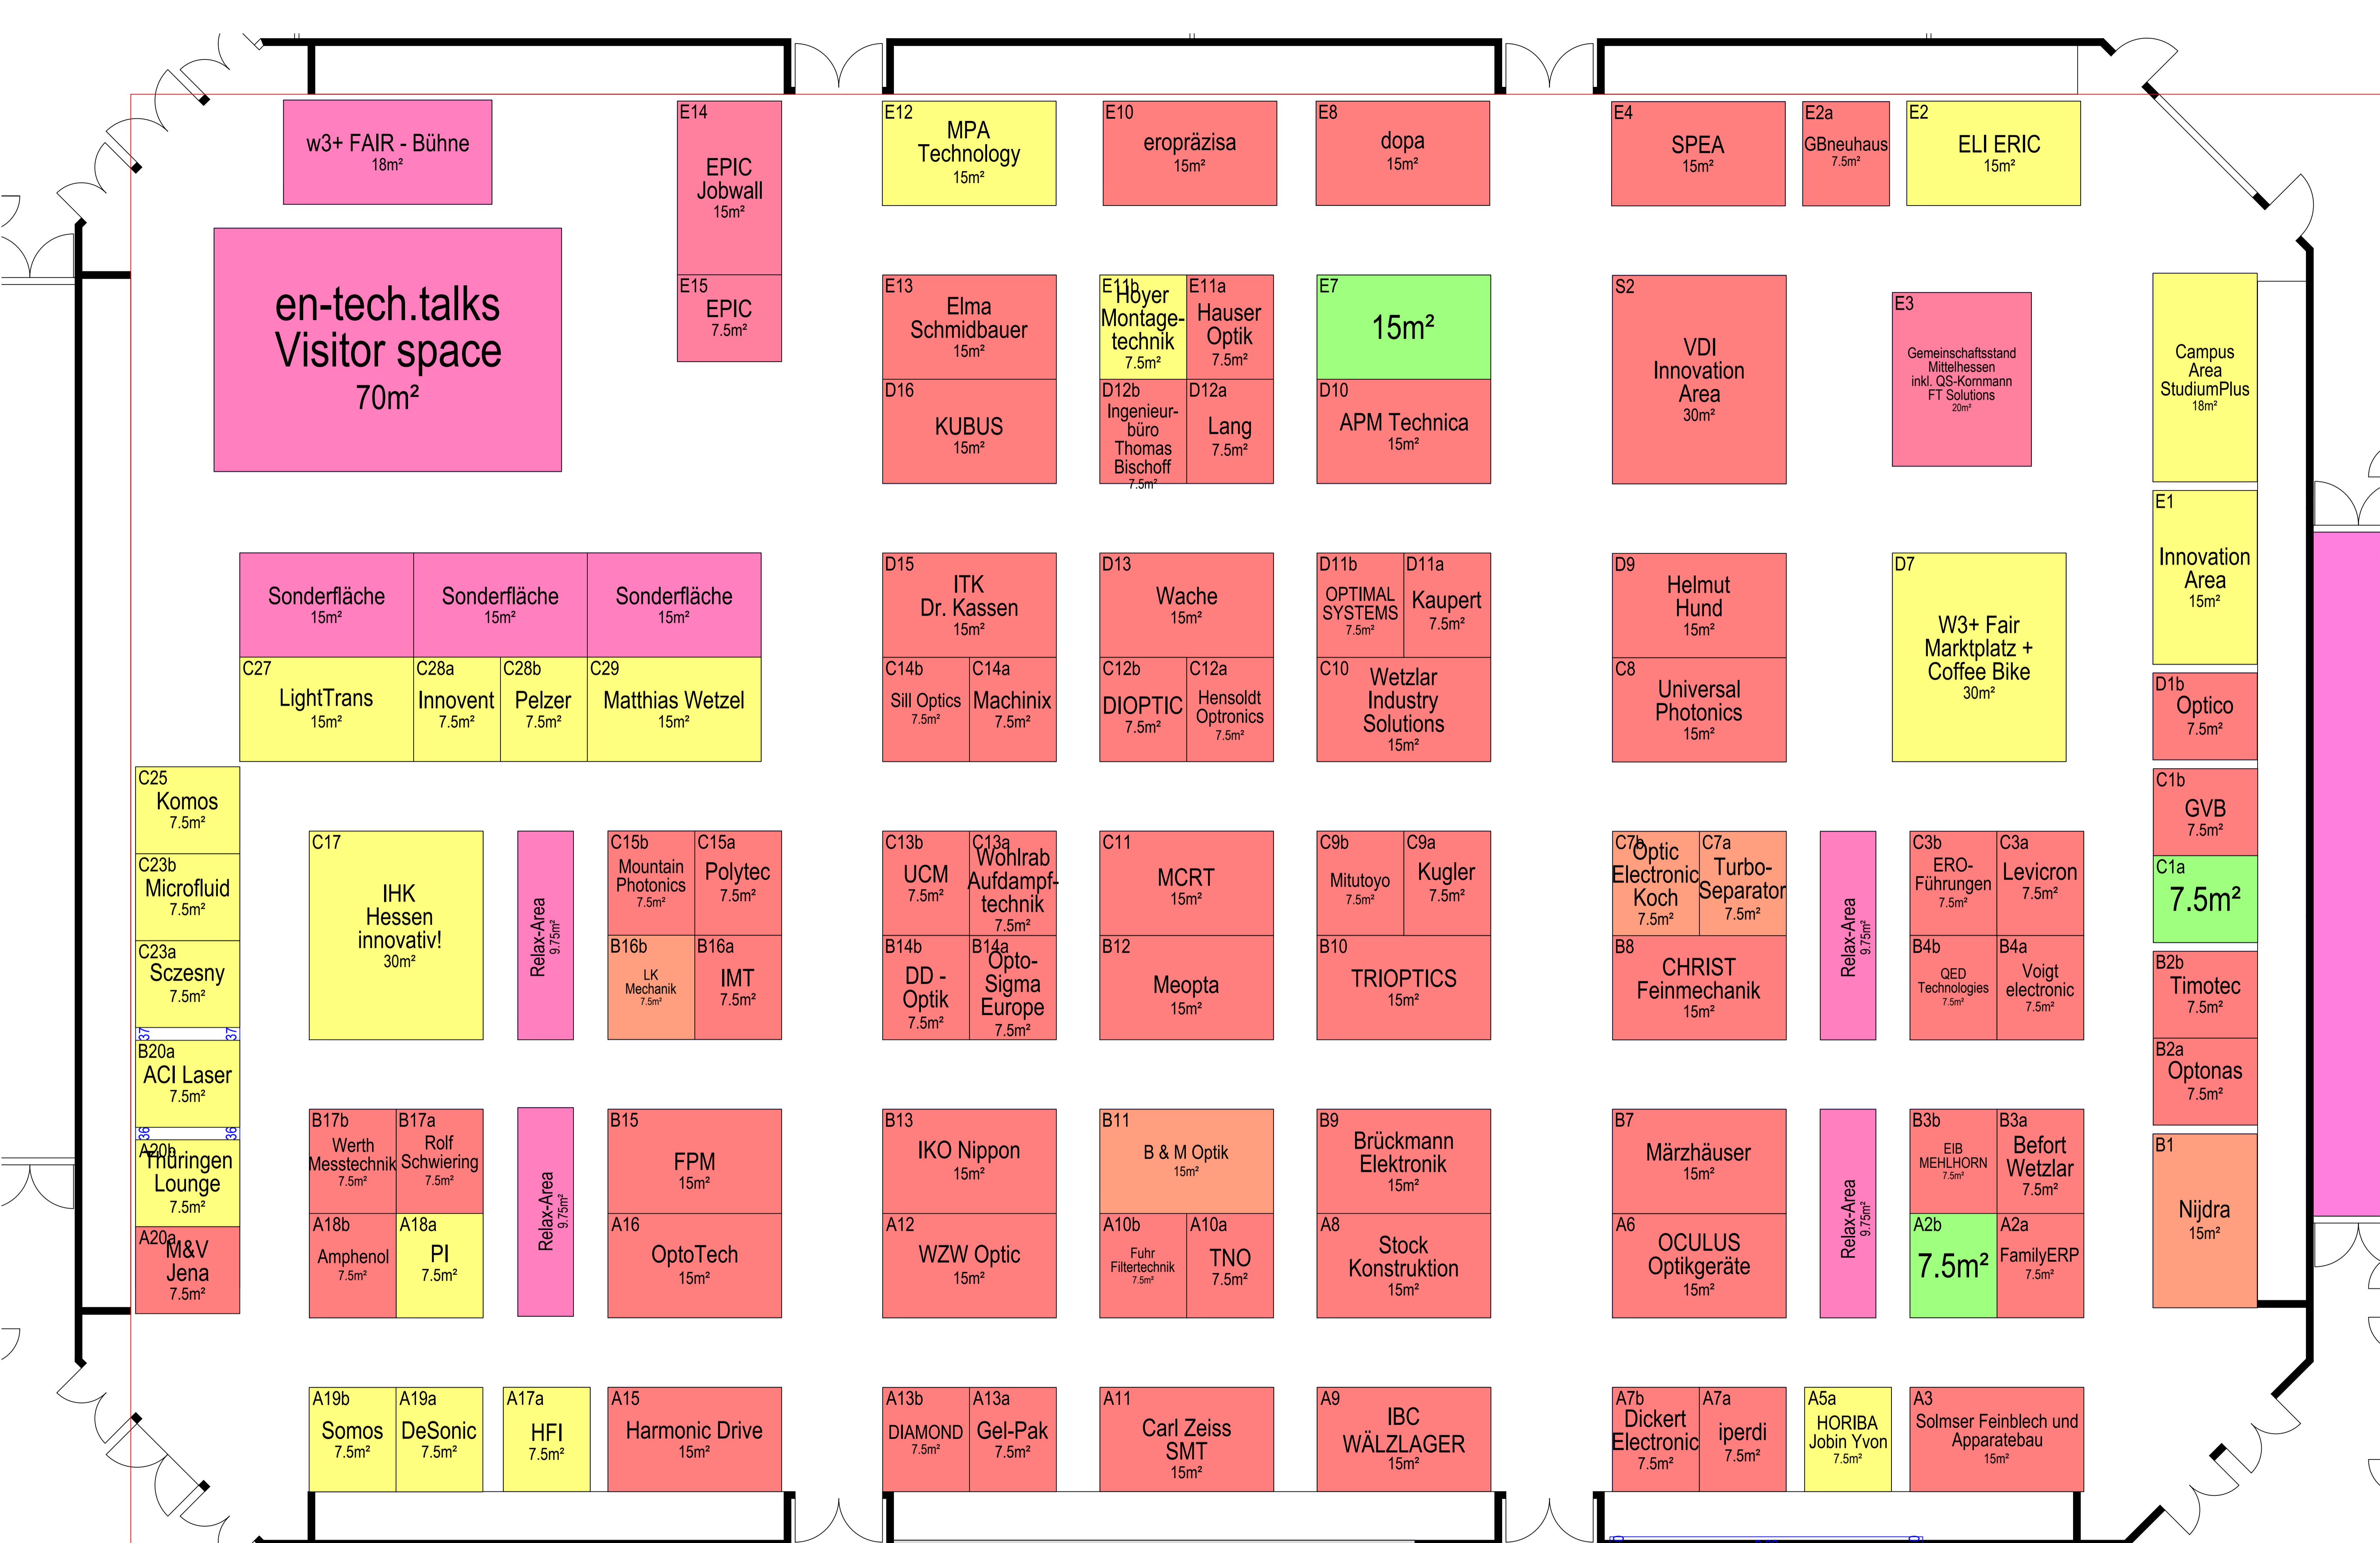 w3+ FAIR - Bühne
18m²
E14
EPIC
Jobwall
15m²
E12
MPA
Technology
15m²
E10
eropräzisa
15m²
E8
dopa
15m²
E4
SPEA
15m²
E2a
GBneuhaus
7.5m²
E2
ELI ERIC
15m²
en-tech.talks
Visitor space
70m²
E15
EPIC
7.5m²
E13
Elma
Schmidbauer
15m²
E11b
Hoyer
Montage-
technik
7.5m²
E11a
Hauser
Optik
7.5m²
E7
15m²
S2
VDI
Innovation
Area
30m²
E3
Gemeinschaftsstand
Mittelhessen
inkl. QS-Kornmann
FT Solutions
20m²
Campus
Area
StudiumPlus
18m²
D16
KUBUS
15m²
D12b
Ingenieur-
büro
Thomas
Bischoff
7.5m²
D12a
Lang
7.5m²
D10
APM Technica
15m²
E1
Innovation
Area
15m²
Sonderfläche
15m²
Sonderfläche
15m²
Sonderfläche
15m²
D15
ITK
Dr. Kassen
15m²
D13
Wache
15m²
D11b
OPTIMAL
SYSTEMS
7.5m²
D11a
Kaupert
7.5m²
D9
Helmut
Hund
15m²
D7
W3+ Fair
Marktplatz +
Coffee Bike
30m²
C27
LightTrans
15m²
C28a
Innovent
7.5m²
C28b
Pelzer
7.5m²
C29
Matthias Wetzel
15m²
C14b
Sill Optics
7.5m²
C14a
Machinix
7.5m²
C12b
DIOPTIC
7.5m²
C12a
Hensoldt
Optronics
7.5m²
C10
Wetzlar
Industry
Solutions
15m²
C8
Universal
Photonics
15m²
D1b
Optico
7.5m²
C25
Komos
7.5m²
C1b
GVB
7.5m²
C23b
Microfluid
7.5m²
C17
IHK
Hessen
innovativ!
30m²
Relax-Area
9.75m²
C15b
Mountain
Photonics
7.5m²
C15a
Polytec
7.5m²
C13b
UCM
7.5m²
C13a
Wohlrab
Aufdampf-
technik
7.5m²
C11
MCRT
15m²
C9b
Mitutoyo
7.5m²
C9a
Kugler
7.5m²
C7b
Optic
Electronic
Koch
7.5m²
C7a
Turbo-
Separator
7.5m²
Relax-Area
9.75m²
C3b
ERO-
Führungen
7.5m²
C3a
Levicron
7.5m²
C1a
7.5m²
C23a
Sczesny
7.5m²
B16b
LK
Mechanik
7.5m²
B16a
IMT
7.5m²
B14b
DD -
Optik
7.5m²
B14a
Opto-
Sigma
Europe
7.5m²
B12
Meopta
15m²
B10
TRIOPTICS
15m²
B8
CHRIST
Feinmechanik
15m²
B4b
QED
Technologies
7.5m²
B4a
Voigt
electronic
7.5m²
B2b
Timotec
7.5m²
37
37
B20a
ACI Laser
7.5m²
B2a
Optonas
7.5m²
36
36
A20b
Thüringen
Lounge
7.5m²
B17b
Werth
Messtechnik
7.5m²
B17a
Rolf
Schwiering
7.5m²
Relax-Area
9.75m²
B15
FPM
15m²
B13
IKO Nippon
15m²
B11
B & M Optik
15m²
B9
Brückmann
Elektronik
15m²
B7
Märzhäuser
15m²
Relax-Area
9.75m²
B3b
EIB
MEHLHORN
7.5m²
B3a
Befort
Wetzlar
7.5m²
B1
Nijdra
15m²
A20a
M&V
Jena
7.5m²
A18b
Amphenol
7.5m²
A18a
PI
7.5m²
A16
OptoTech
15m²
A12
WZW Optic
15m²
A10b
Fuhr
Filtertechnik
7.5m²
A10a
TNO
7.5m²
A8
Stock
Konstruktion
15m²
A6
OCULUS
Optikgeräte
15m²
A2b
7.5m²
A2a
FamilyERP
7.5m²
A19b
Somos
7.5m²
A19a
DeSonic
7.5m²
A17a
HFI
7.5m²
A15
Harmonic Drive
15m²
A13b
DIAMOND
7.5m²
A13a
Gel-Pak
7.5m²
A11
Carl Zeiss
SMT
15m²
A9
IBC
WÄLZLAGER
15m²
A7b
Dickert
Electronic
7.5m²
A7a
iperdi
7.5m²
A5a
HORIBA
Jobin Yvon
7.5m²
A3
Solmser Feinblech und
Apparatebau
15m²